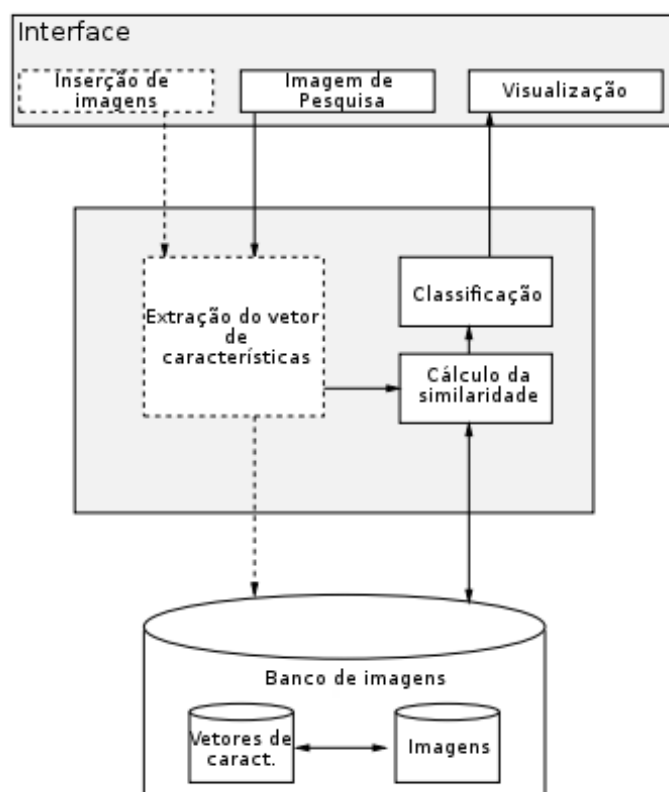 Interface
Inserção de
imagens
Imagem de
Pesquisa
Visualização
Extração do vetor
de
características
Classificação
Cálculo da
similaridade
Banco de imagens
Vetores de
caract.
Imagens